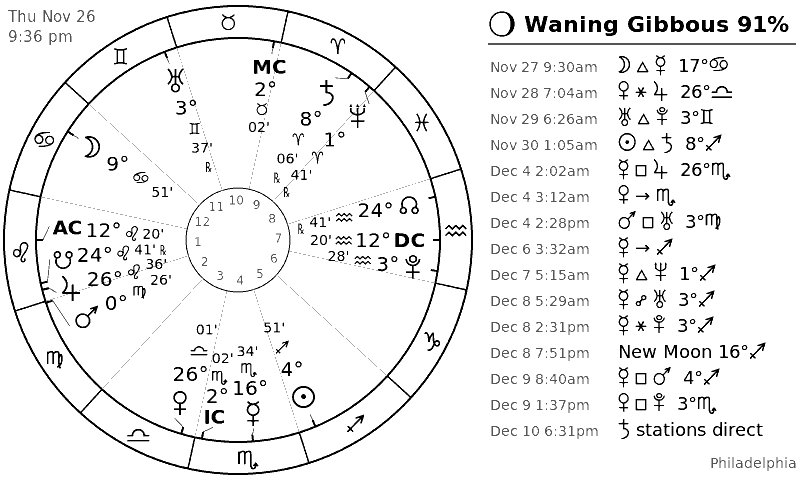 Thu Nov 26
9:36 pm
☽ Waning Gibbous 91%
Nov 27 9:30am ☽ △ ☿ 17°♋
Nov 28 7:04am ♀ ⚹ ♃ 26°♎
Nov 29 6:26am ♅ △ ⯓ 3°♊
Nov 30 1:05am ☉ △ ♄ 8°♐
Dec 4 2:02am ☿ □ ♃ 26°♏
Dec 4 3:12am ♀ → ♏
Dec 4 2:28pm ♂ □ ♅ 3°♍
Dec 6 3:32am ☿ → ♐
Dec 7 5:15am ☿ △ ♆ 1°♐
Dec 8 5:29am ☿ ☍ ♅ 3°♐
Dec 8 2:31pm ☿ ⚹ ⯓ 3°♐
Dec 8 7:51pm New Moon 16°♐
Dec 9 8:40am ☿ □ ♂ 4°♐
Dec 9 1:37pm ♀ □ ⯓ 3°♏
Dec 10 6:31pm ♄ stations direct
Philadelphia
♉
♊
♈
♋
♓
♌
♒
♍
♑
♎
♏
♐
MC 2° ♉ 02'
♅ 3° ♊ 37' ℞
♄ 8° ♈ 06' ℞
♆ 1° ♈ 41' ℞
☽ 9° ♋ 51'
☊ 24° ♒ 41' ℞
DC 12° ♒ 20'
⯓ 3° ♒ 28'
AC 12° ♌ 20'
☋ 24° ♌ 41' ℞
♃ 26° ♌ 36'
♂ 0° ♍ 26'
♀ 26° ♎ 01'
IC 2° ♏ 02'
☿ 16° ♏ 34'
☉ 4° ♐ 51'
1
2
3
4
5
6
7
8
9
10
11
12